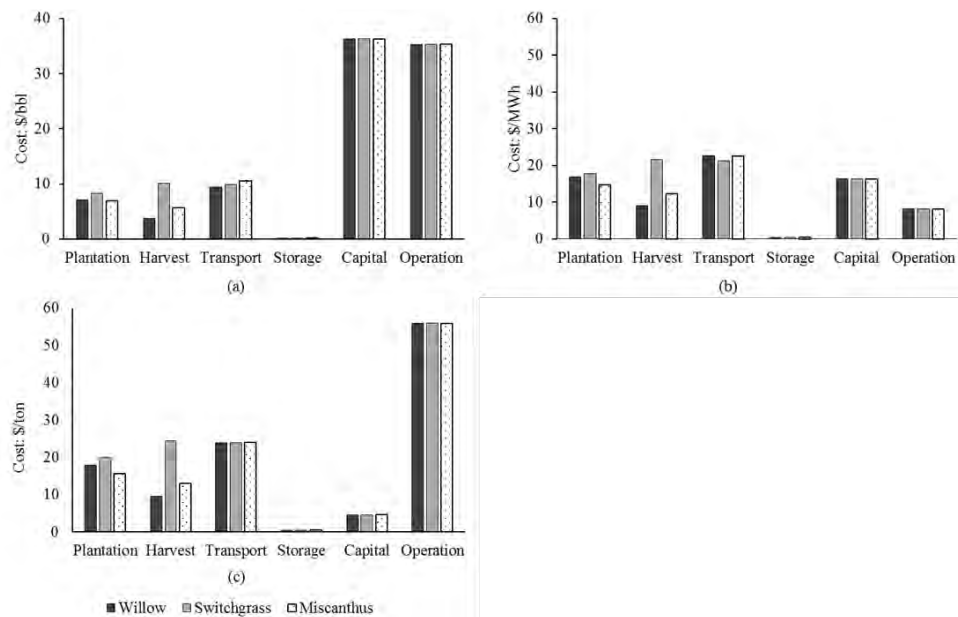 40
30
20
10
0
Cost: $/bbl
Plantation Harvest Transport Storage Capital Operation
(a)
60
50
40
30
20
10
0
Cost: $/MWh
Plantation Harvest Transport Storage Capital Operation
(b)
60
50
40
30
20
10
0
Cost: $/ton
Plantation Harvest Transport Storage Capital Operation
(c)
Willow Switchgrass Miscanthus